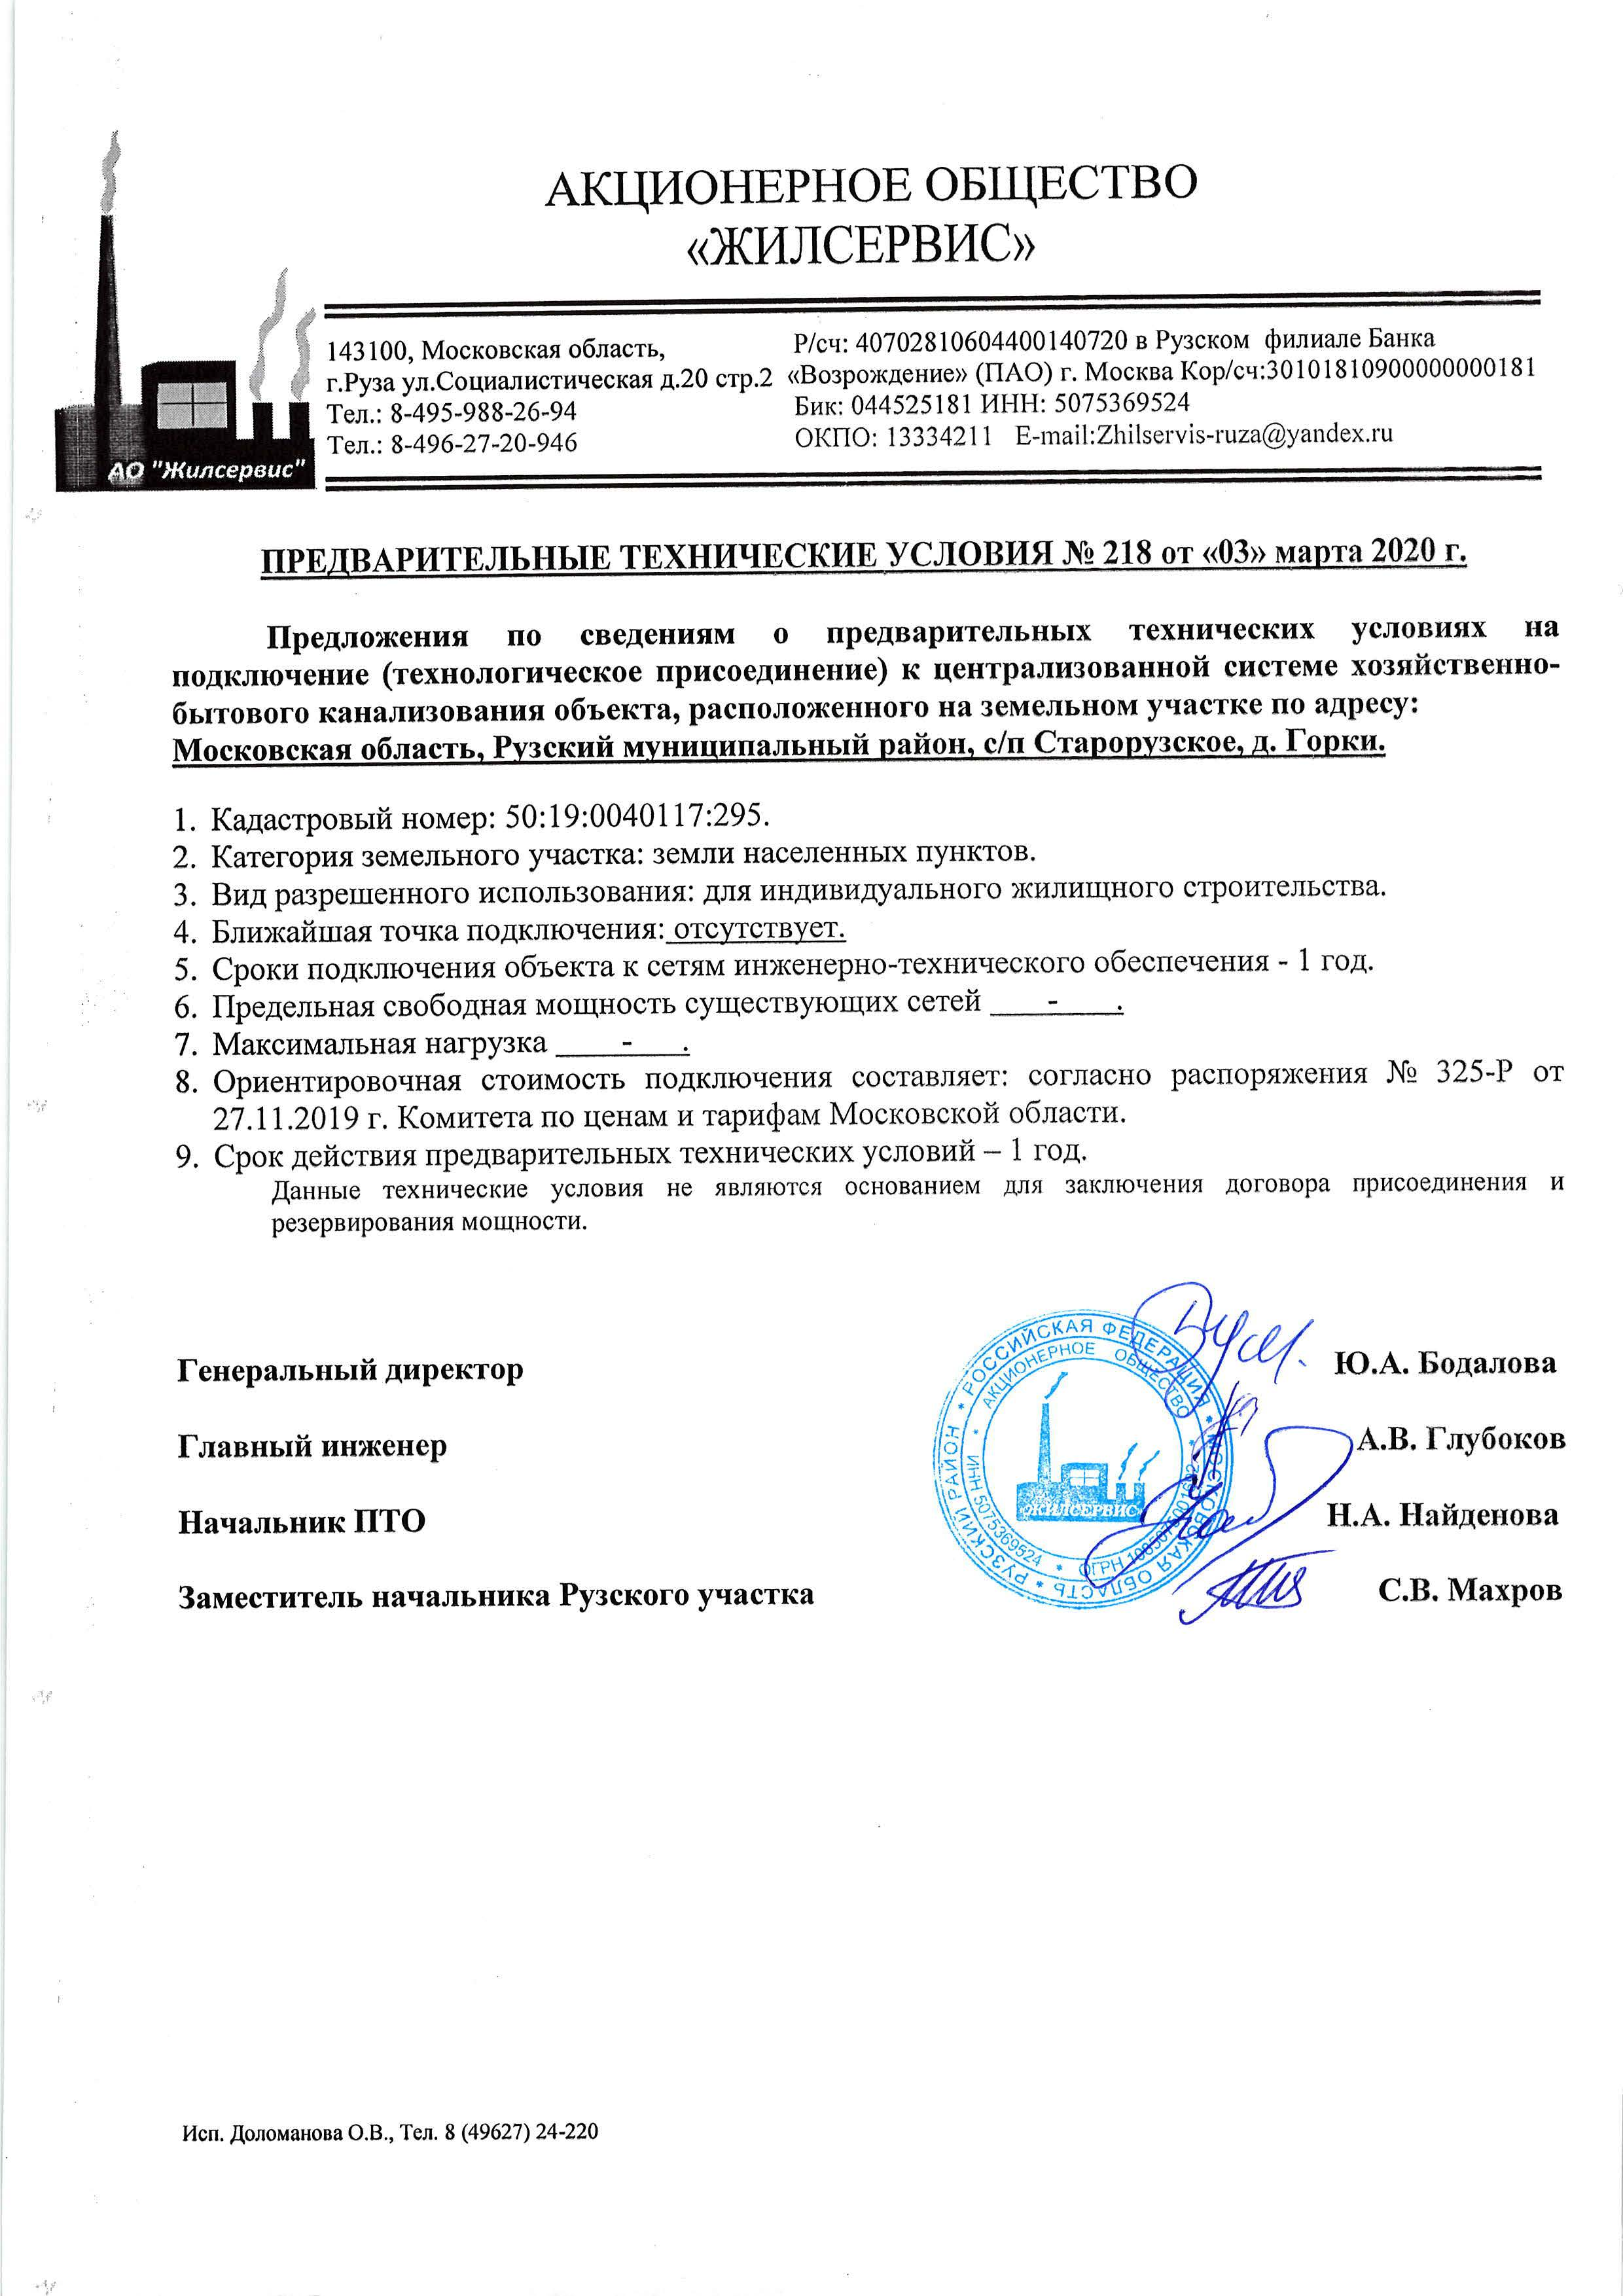 АКЦИОНЕРНОЕ ОБЩЕСТВО
«ЖИЛСЕРВИС»
143100, Московская область,
г.Руза ул.Социалистическая д.20 стр.2
Тел.: 8-495-988-26-94
Тел.: 8-496-27-20-946
Р/сч: 40702810604400140720 в Рузском филиале Банка
«Возрождение» (ПАО) г. Москва Кор/сч:30101810900000000181
Бик: 044525181 ИНН: 5075369524
ОКПО: 13334211 E-mail:Zhilservis-ruza@yandex.ru
АО "Жилсервис"
ПРЕДВАРИТЕЛЬНЫЕ ТЕХНИЧЕСКИЕ УСЛОВИЯ № 218 от «03» марта 2020 г.
Предложения по сведениям о предварительных технических условиях на
подключение (технологическое присоединение) к централизованной системе хозяйственно-
бытового канализования объекта, расположенного на земельном участке по адресу:
Московская область, Рузский муниципальный район, с/п Старорузское, д. Горки.
1. Кадастровый номер: 50:19:0040117:295.
2. Категория земельного участка: земли населенных пунктов.
3. Вид разрешенного использования: для индивидуального жилищного строительства.
4. Ближайшая точка подключения: отсутствует.
5. Сроки подключения объекта к сетям инженерно-технического обеспечения - 1 год.
6. Предельная свободная мощность существующих сетей ____-____.
7. Максимальная нагрузка ____-___.
8. Ориентировочная стоимость подключения составляет: согласно распоряжения № 325-Р от
27.11.2019 г. Комитета по ценам и тарифам Московской области.
9. Срок действия предварительных технических условий – 1 год.
Данные технические условия не являются основанием для заключения договора присоединения и
резервирования мощности.
Генеральный директор Ю.А. Бодалова
Главный инженер А.В. Глубоков
Начальник ПТО Н.А. Найденова
Заместитель начальника Рузского участка С.В. Махров
РОССИЙСКАЯ ФЕДЕРАЦИЯ * МОСКОВСКАЯ ОБЛАСТЬ * РУЗСКИЙ РАЙОН *
АКЦИОНЕРНОЕ ОБЩЕСТВО * ОГРН * ИНН 5075369524 *
ЖИЛСЕРВИС
Исп. Доломанова О.В., Тел. 8 (49627) 24-220